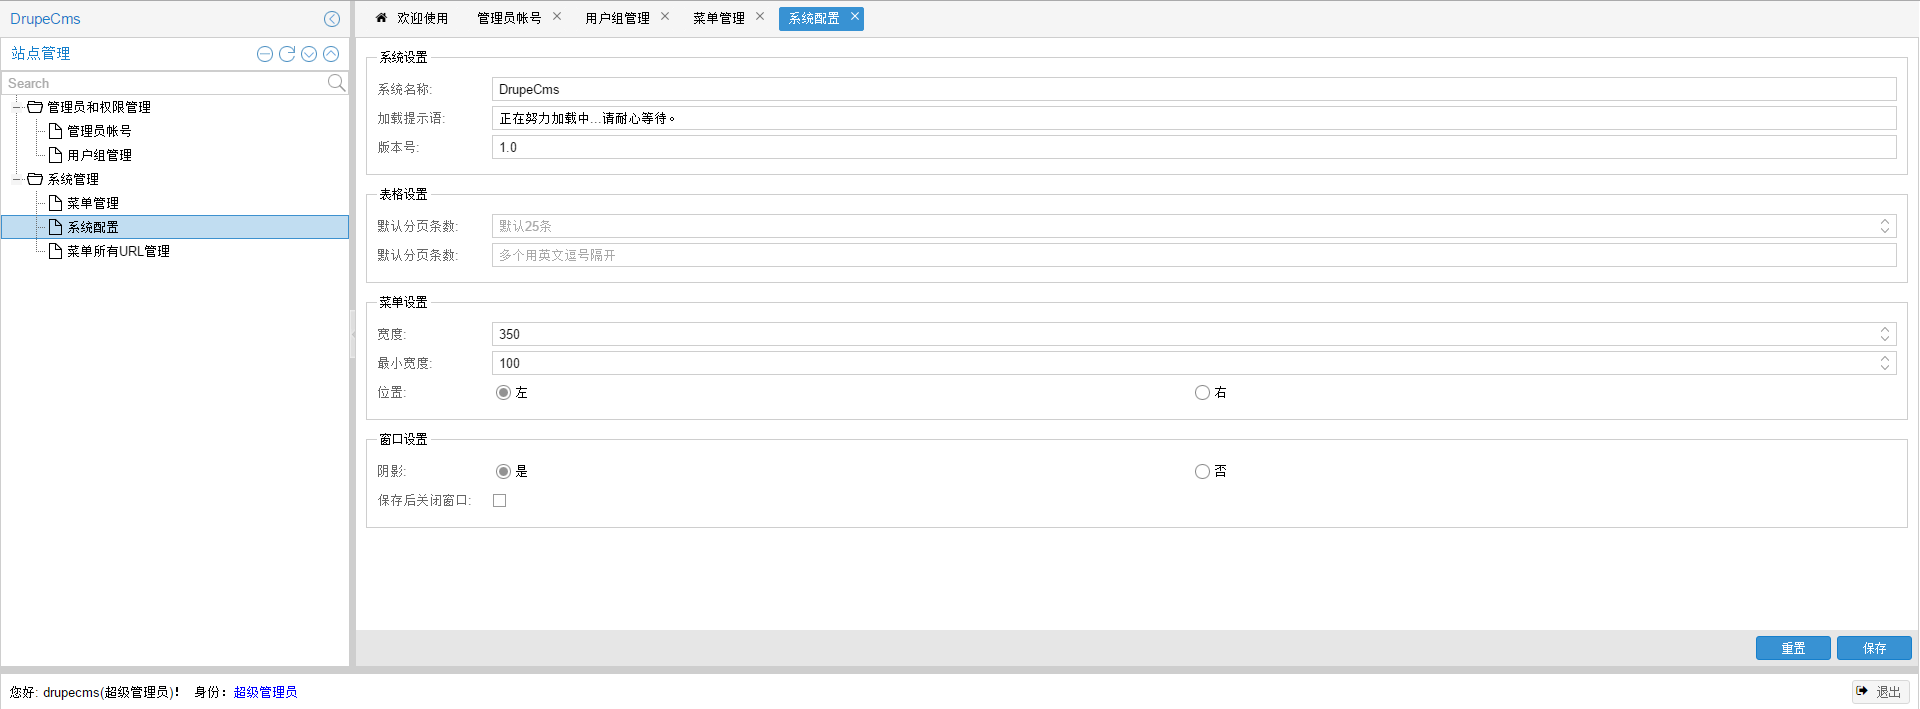 DrupeCms
欢迎使用 管理员帐号 用户组管理 菜单管理 系统配置
站点管理
Search
管理员和权限管理
管理员帐号
用户组管理
系统管理
菜单管理
系统配置
菜单所有URL管理
系统设置
系统名称: DrupeCms
加载提示语: 正在努力加载中...请耐心等待。
版本号: 1.0
表格设置
默认分页条数: 默认25条
默认分页条数: 多个用英文逗号隔开
菜单设置
宽度: 350
最小宽度: 100
位置: 左 右
窗口设置
阴影: 是 否
保存后关闭窗口:
重置 保存
您好: drupecms(超级管理员)! 身份: 超级管理员
退出